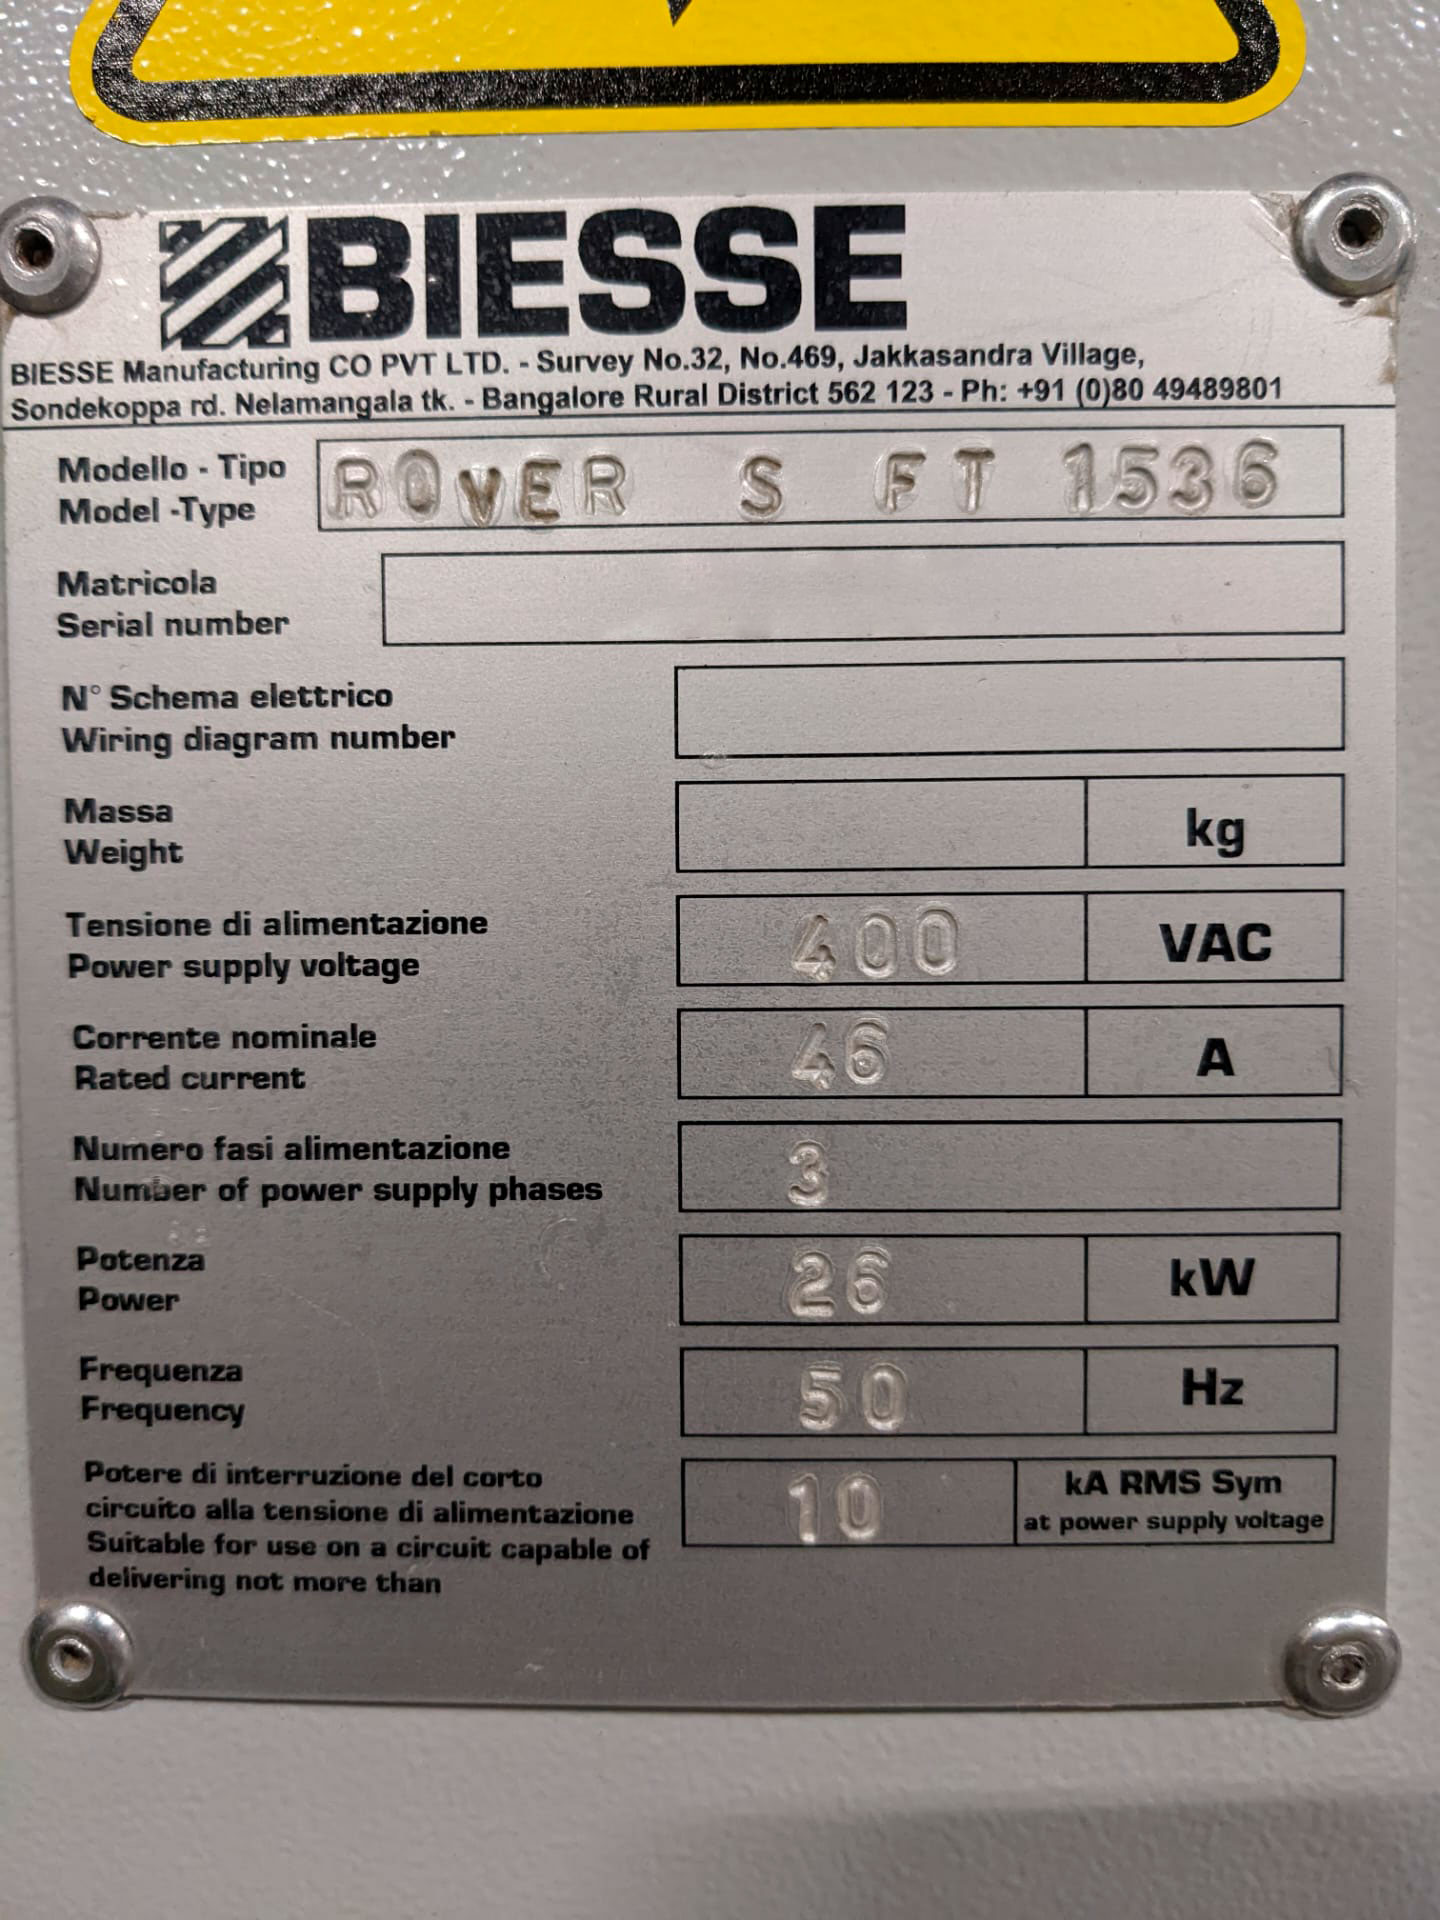 BIESSE
BIESSE Manufacturing CO PVT LTD. - Survey No.32, No.469, Jakkasandra Village,
Sondekoppa rd. Nelamangala tk. - Bangalore Rural District 562 123 - Ph: +91 (0)80 49489801
Modello - Tipo
Model -Type
ROVER S FT 1536
Matricola
Serial number
N° Schema elettrico
Wiring diagram number
Massa
Weight
kg
Tensione di alimentazione
Power supply voltage
400 VAC
Corrente nominale
Rated current
46 A
Numero fasi alimentazione
Number of power supply phases
3
Potenza
Power
26 kW
Frequenza
Frequency
50 Hz
Potere di interruzione del corto
circuito alla tensione di alimentazione
Suitable for use on a circuit capable of
delivering not more than
10 kA RMS Sym
at power supply voltage